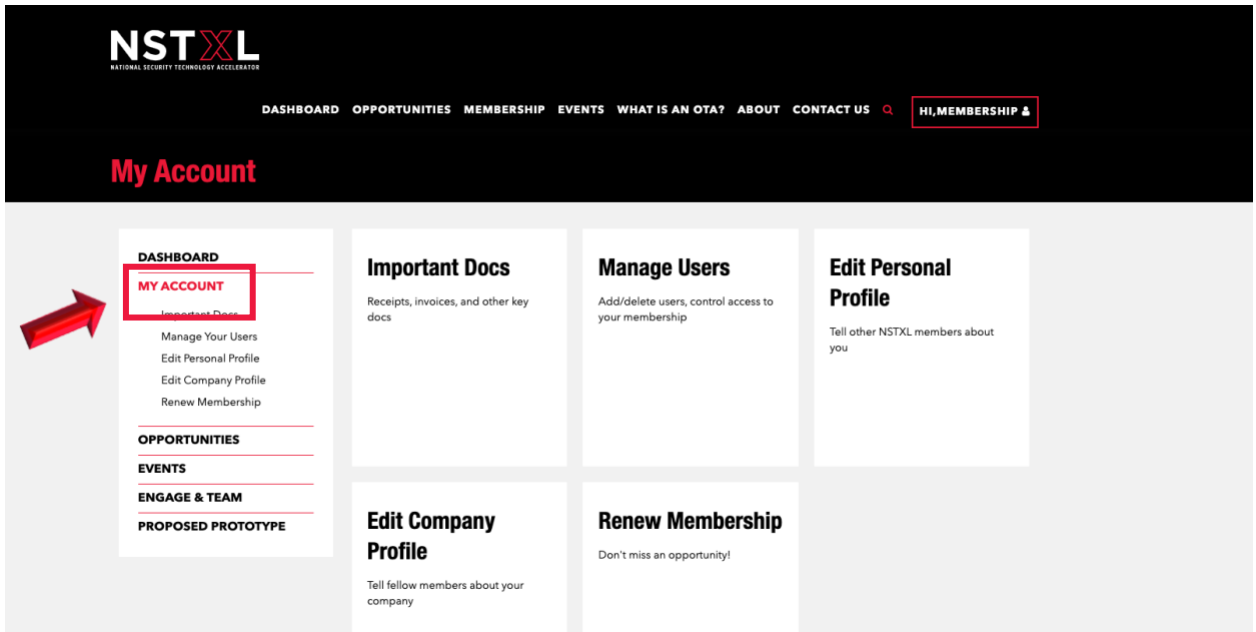 NSTXL
NATIONAL SECURITY TECHNOLOGY ACCELERATOR
DASHBOARD OPPORTUNITIES MEMBERSHIP EVENTS WHAT IS AN OTA? ABOUT CONTACT US HI,MEMBERSHIP
My Account
DASHBOARD
MY ACCOUNT
Important Docs
Manage Your Users
Edit Personal Profile
Edit Company Profile
Renew Membership
OPPORTUNITIES
EVENTS
ENGAGE & TEAM
PROPOSED PROTOTYPE
Important Docs
Receipts, invoices, and other key
docs
Manage Users
Add/delete users, control access to
your membership
Edit Personal
Profile
Tell other NSTXL members about
you
Edit Company
Profile
Tell fellow members about your
company
Renew Membership
Don't miss an opportunity!